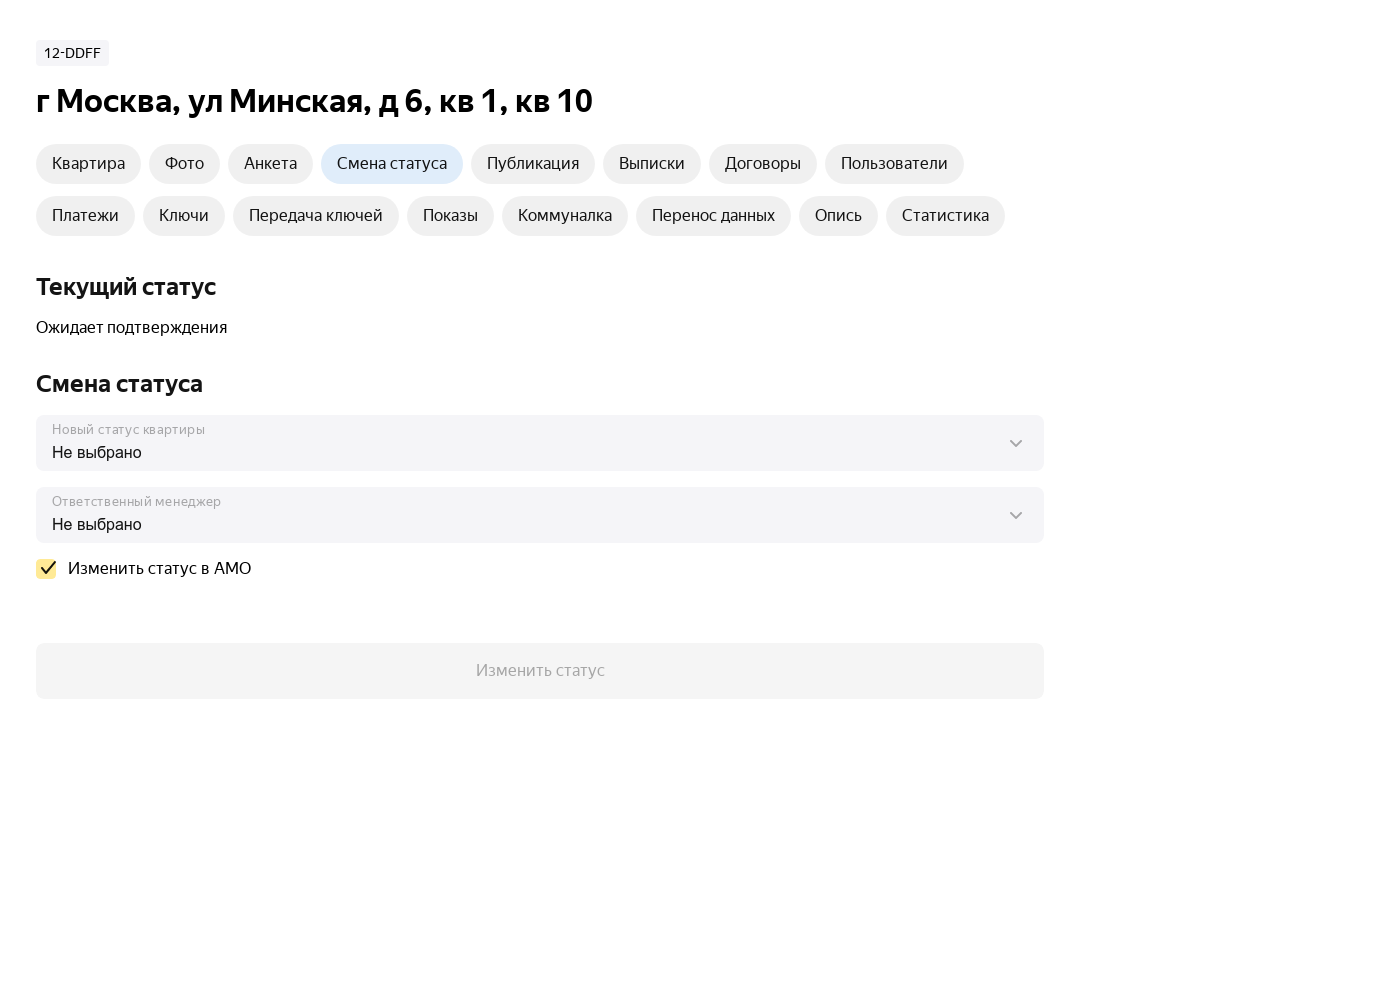 12-DDFF
г Москва, ул Минская, д 6, кв 1, кв 10
Квартира Фото Анкета Смена статуса Публикация Выписки Договоры Пользователи
Платежи Ключи Передача ключей Показы Коммуналка Перенос данных Опись Статистика
Текущий статус
Ожидает подтверждения
Смена статуса
Новый статус квартиры
Не выбрано
Ответственный менеджер
Не выбрано
Изменить статус в АМО
Изменить статус